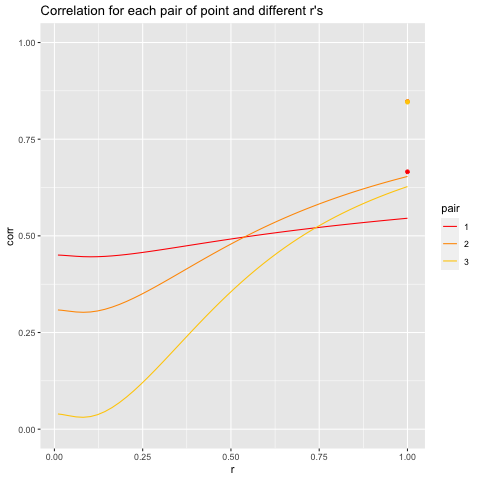 Correlation for each pair of point and different r's
1.00
0.75
0.50
0.25
0.00
corr
0.00 0.25 0.50 0.75 1.00
r
pair
1
2
3